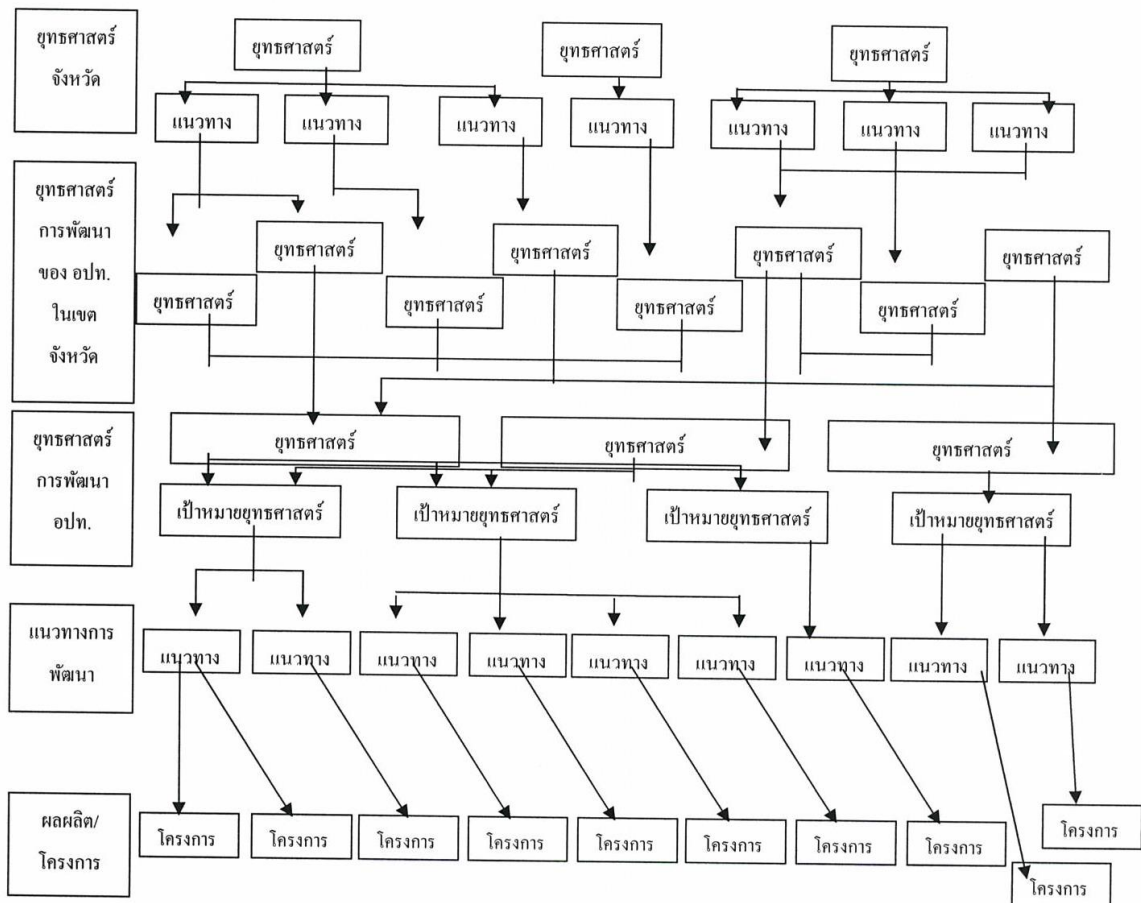 ยุทธศาสตร์
จังหวัด
ยุทธศาสตร์
ยุทธศาสตร์
ยุทธศาสตร์
แนวทาง
แนวทาง
แนวทาง
แนวทาง
แนวทาง
แนวทาง
แนวทาง
ยุทธศาสตร์
การพัฒนา
ของ อปท.
ในเขต
จังหวัด
ยุทธศาสตร์
ยุทธศาสตร์
ยุทธศาสตร์
ยุทธศาสตร์
ยุทธศาสตร์
ยุทธศาสตร์
ยุทธศาสตร์
ยุทธศาสตร์
ยุทธศาสตร์
การพัฒนา
อปท.
ยุทธศาสตร์
ยุทธศาสตร์
ยุทธศาสตร์
เป้าหมายยุทธศาสตร์
เป้าหมายยุทธศาสตร์
เป้าหมายยุทธศาสตร์
เป้าหมายยุทธศาสตร์
แนวทางการ
พัฒนา
แนวทาง
แนวทาง
แนวทาง
แนวทาง
แนวทาง
แนวทาง
แนวทาง
แนวทาง
แนวทาง
ผลผลิต/
โครงการ
โครงการ
โครงการ
โครงการ
โครงการ
โครงการ
โครงการ
โครงการ
โครงการ
โครงการ
โครงการ